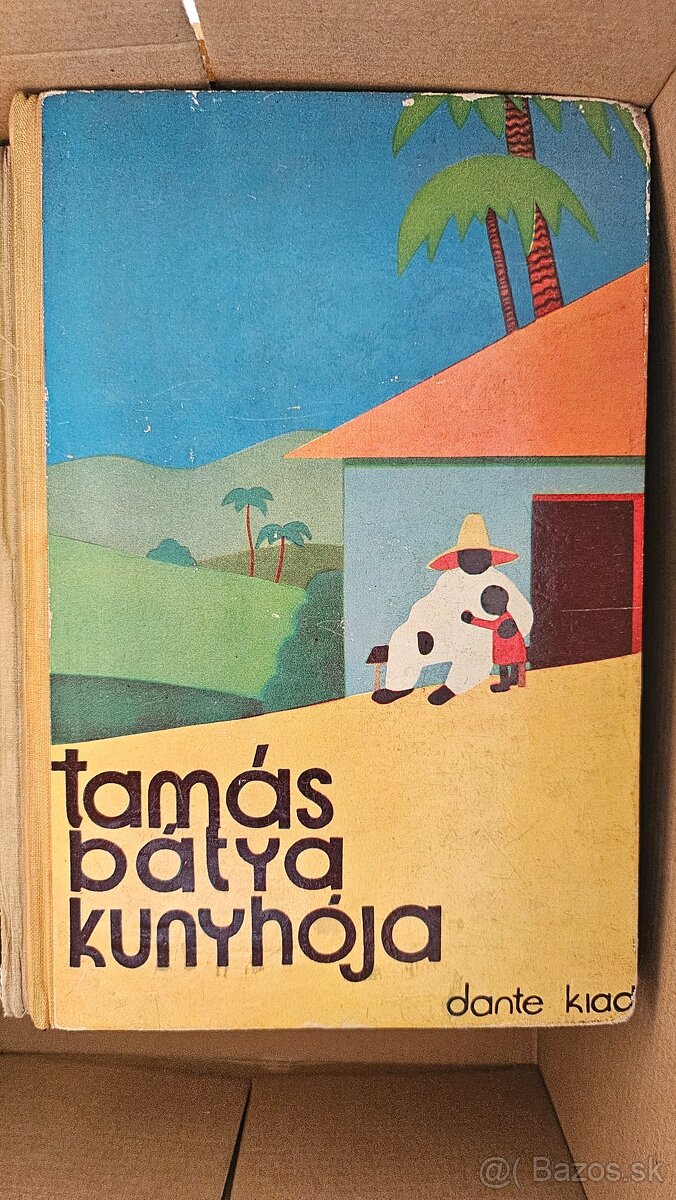 tamás
bátya
kunyhója
dante kiad
@( Bazos.sk